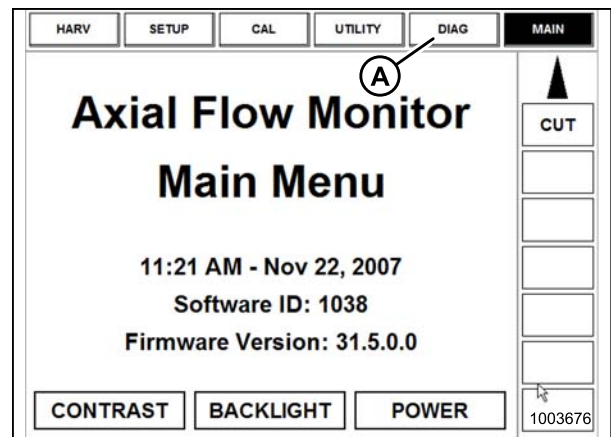 HARV SETUP CAL UTILITY DIAG MAIN
A
Axial Flow Monitor
CUT
Main Menu
11:21 AM - Nov 22, 2007
Software ID: 1038
Firmware Version: 31.5.0.0
CONTRAST BACKLIGHT POWER
1003676